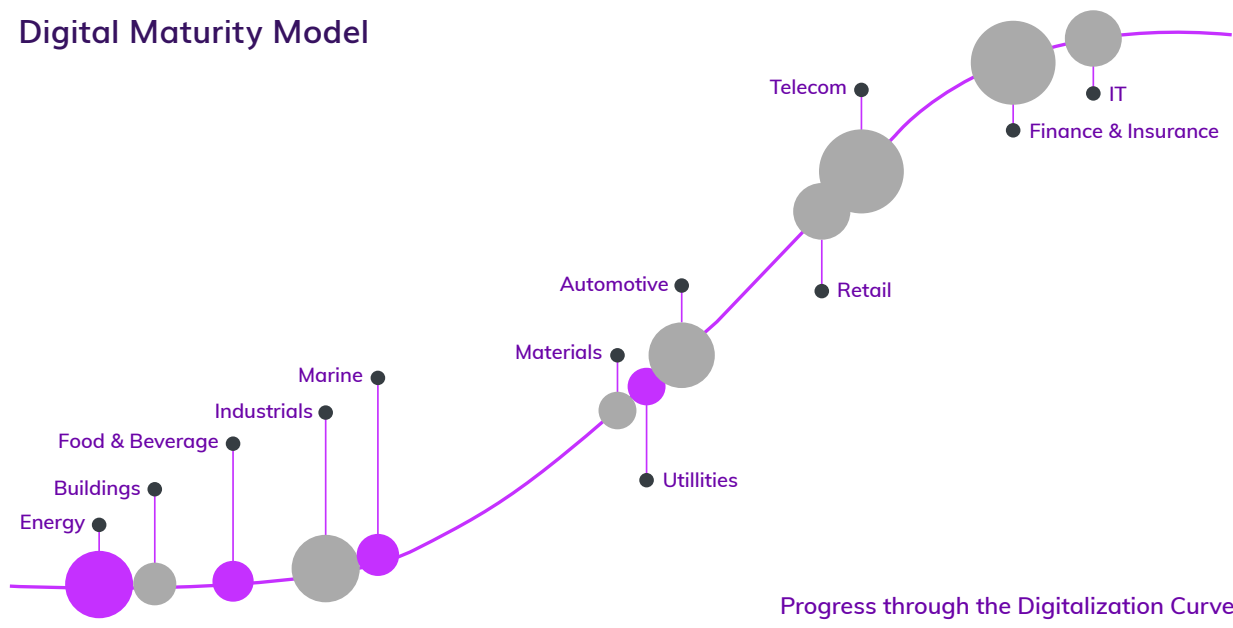 Digital Maturity Model
Telecom
IT
Finance & Insurance
Automotive
Retail
Materials
Marine
Industrials
Food & Beverage
Utillities
Buildings
Energy
Progress through the Digitalization Curve